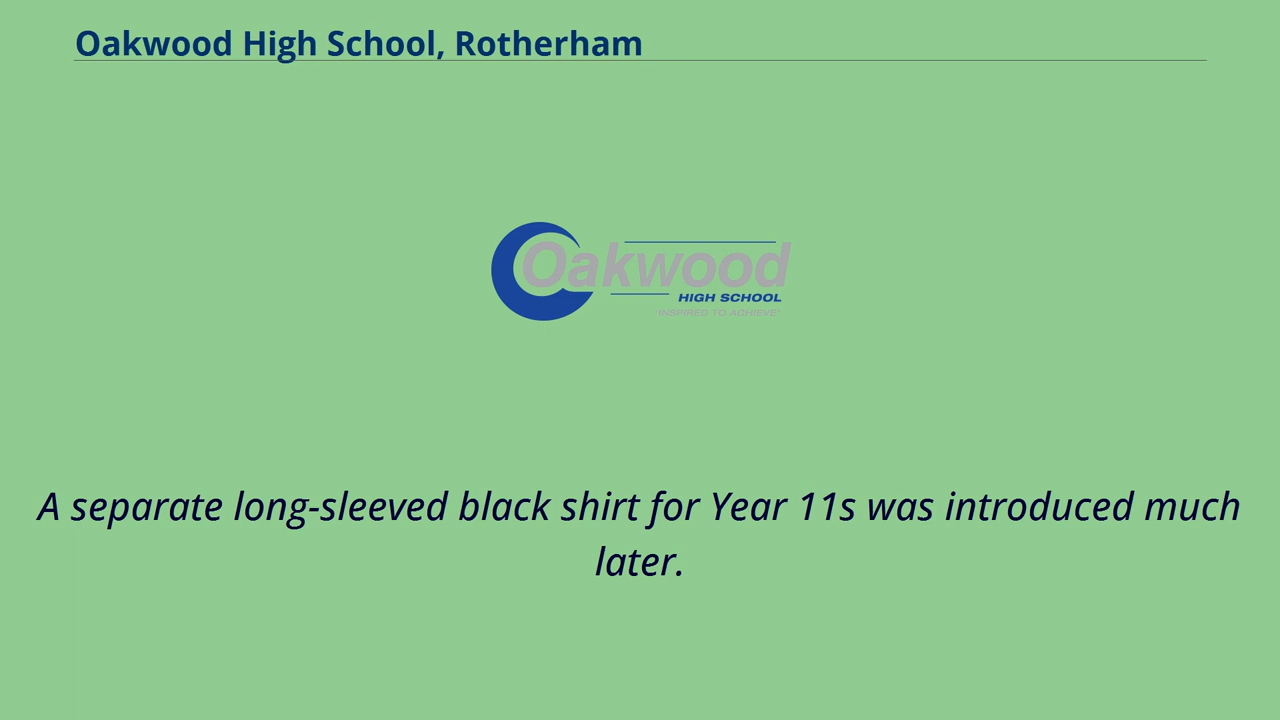 Oakwood High School, Rotherham
Oakwood
HIGH SCHOOL
'INSPIRED TO ACHIEVE'
A separate long-sleeved black shirt for Year 11s was introduced much
later.